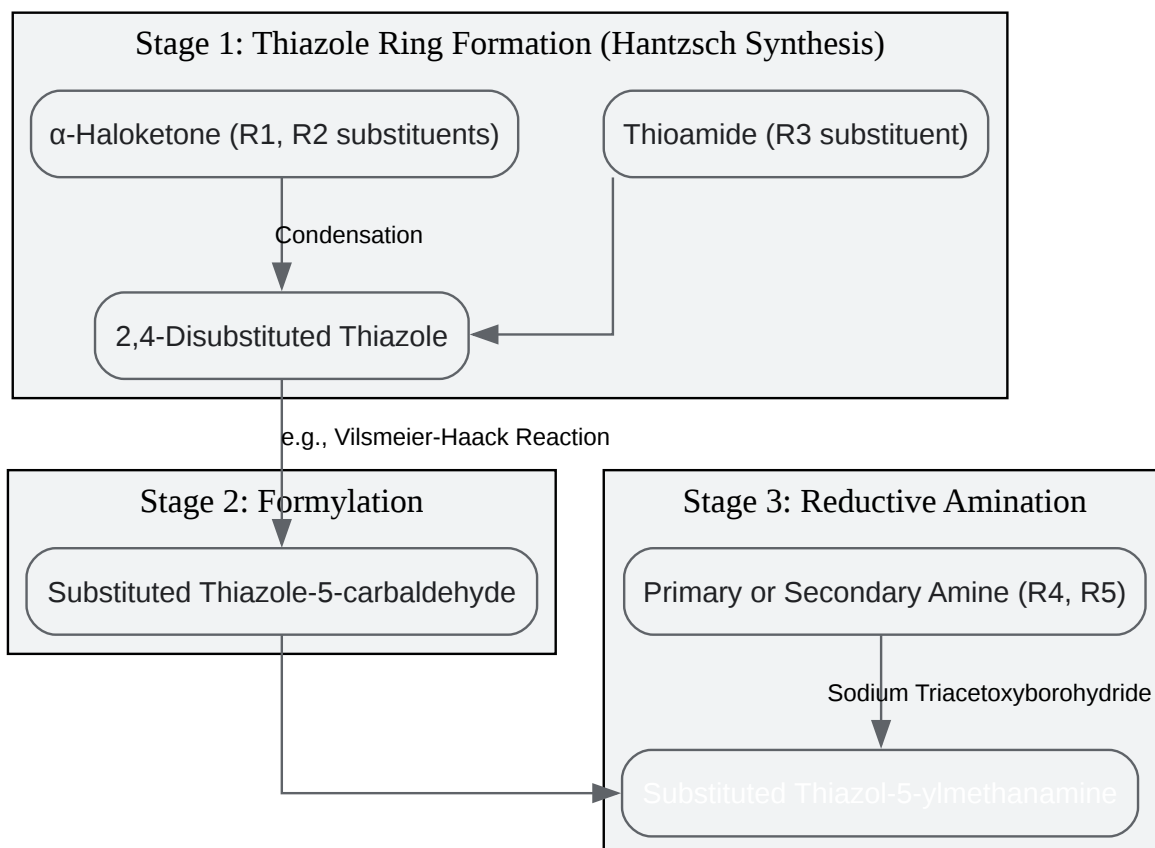 Stage 1: Thiazole Ring Formation (Hantzsch Synthesis)
α-Haloketone (R1, R2 substituents)
Thioamide (R3 substituent)
Condensation
2,4-Disubstituted Thiazole
e.g., Vilsmeier-Haack Reaction
Stage 2: Formylation
Stage 3: Reductive Amination
Substituted Thiazole-5-carbaldehyde
Primary or Secondary Amine (R4, R5)
Sodium Triacetoxyborohydride
Substituted Thiazol-5-ylmethanamine